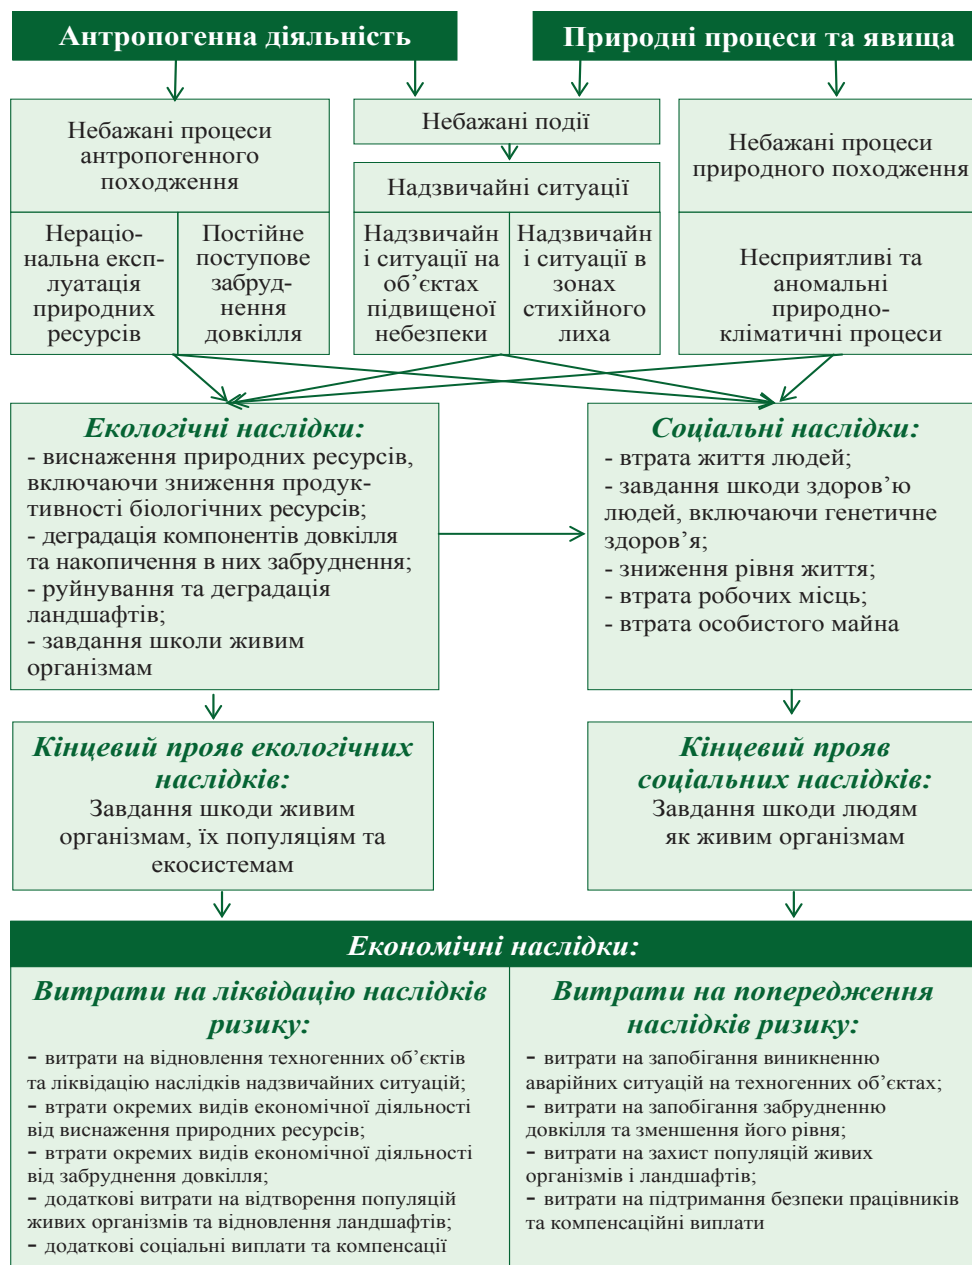 Антропогенна діяльність
Природні процеси та явища
Небажані процеси
антропогенного
походження
Нераціо-
нальна експ-
луатація
природних
ресурсів
Постійне
поступове
забруд-
нення
довкілля
Небажані події
Надзвичайні ситуації
Надзвичайн
і ситуації на
об’єктах
підвищеної
небезпеки
Надзвичайн
і ситуації в
зонах
стихійного
лиха
Небажані процеси
природного походження
Несприятливі та
аномальні
природно-
кліматичні процеси
Екологічні наслідки:
- виснаження природних ресурсів,
включаючи зниження продук-
тивності біологічних ресурсів;
- деградація компонентів довкілля
та накопичення в них забруднення;
- руйнування та деградація
ландшафтів;
- завдання школи живим
організмам
Соціальні наслідки:
- втрата життя людей;
- завдання шкоди здоров’ю
людей, включаючи генетичне
здоров’я;
- зниження рівня життя;
- втрата робочих місць;
- втрата особистого майна
Кінцевий прояв екологічних
наслідків:
Завдання шкоди живим
організмам, їх популяціям та
екосистемам
Кінцевий прояв
соціальних наслідків:
Завдання шкоди людям
як живим організмам
Економічні наслідки:
Витрати на ліквідацію наслідків
ризику:
- витрати на відновлення техногенних об’єктів
та ліквідацію наслідків надзвичайних ситуацій;
- втрати окремих видів економічної діяльності
від виснаження природних ресурсів;
- втрати окремих видів економічної діяльності
від забруднення довкілля;
- додаткові витрати на відтворення популяцій
живих організмів та відновлення ландшафтів;
- додаткові соціальні виплати та компенсації
Витрати на попередження
наслідків ризику:
- витрати на запобігання виникненню
аварійних ситуацій на техногенних об’єктах;
- витрати на запобігання забрудненню
довкілля та зменшення його рівня;
- витрати на захист популяцій живих
організмів і ландшафтів;
- витрати на підтримання безпеки працівників
та компенсаційні виплати